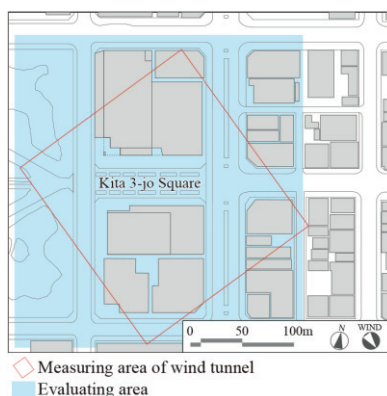 Kita 3-jo Square
0 50 100m
N
WIND
Measuring area of wind tunnel
Evaluating area